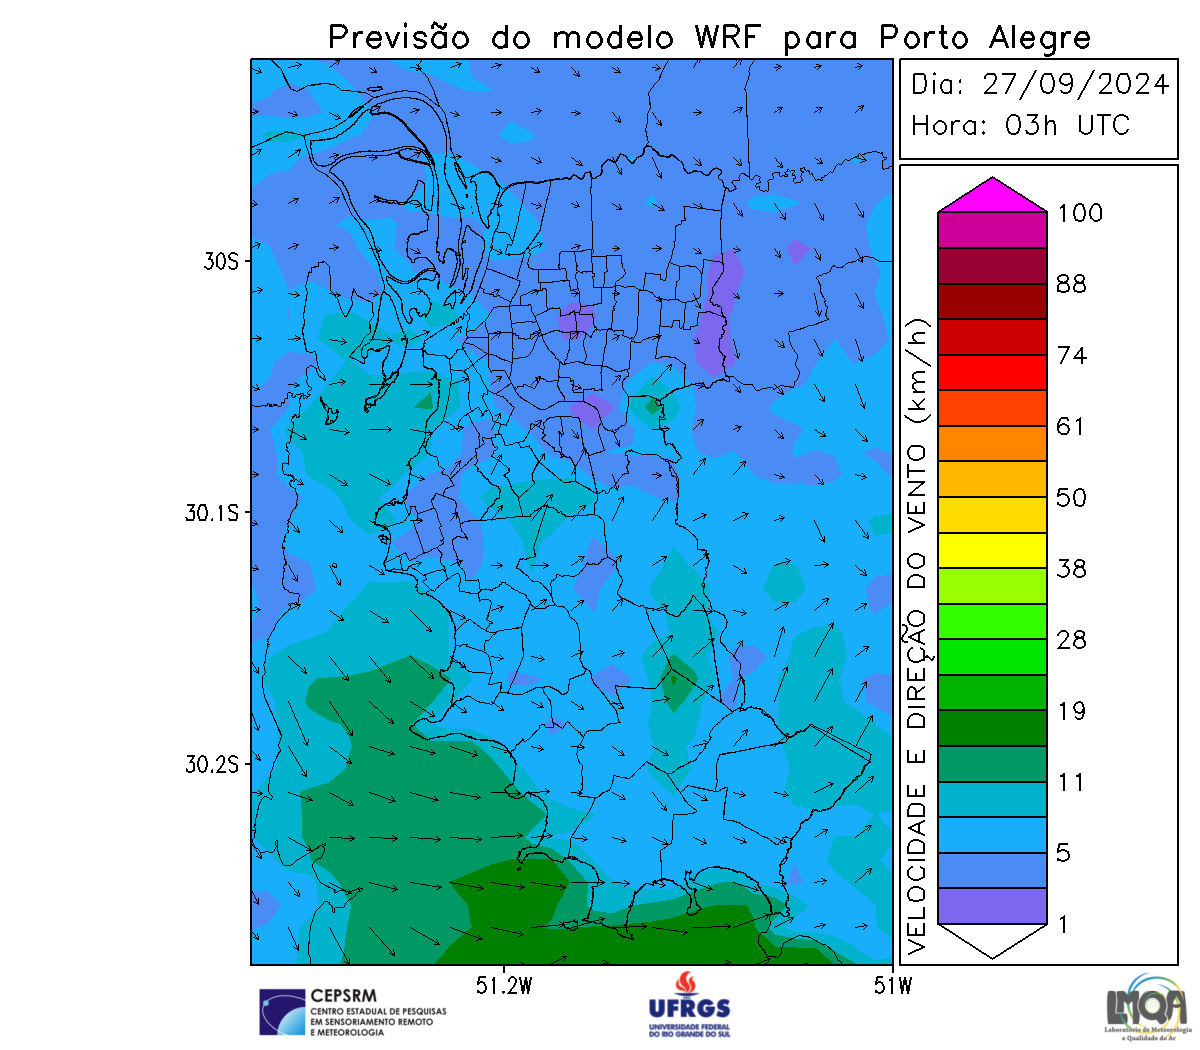 Previsão do modelo WRF para Porto Alegre
Dia: 27/09/2024
Hora: 03h UTC
30S
30.1S
30.2S
51.2W
51W
VELOCIDADE E DIREÇÃO DO VENTO (km/h)
100
88
74
61
50
38
28
19
11
5
1
CEPSRM
CENTRO ESTADUAL DE PESQUISAS
EM SENSORIAMENTO REMOTO
E METEOROLOGIA
UFRGS
UNIVERSIDADE FEDERAL
DO RIO GRANDE DO SUL
LMQA
Laboratório de Meteorologia
e Qualidade do Ar